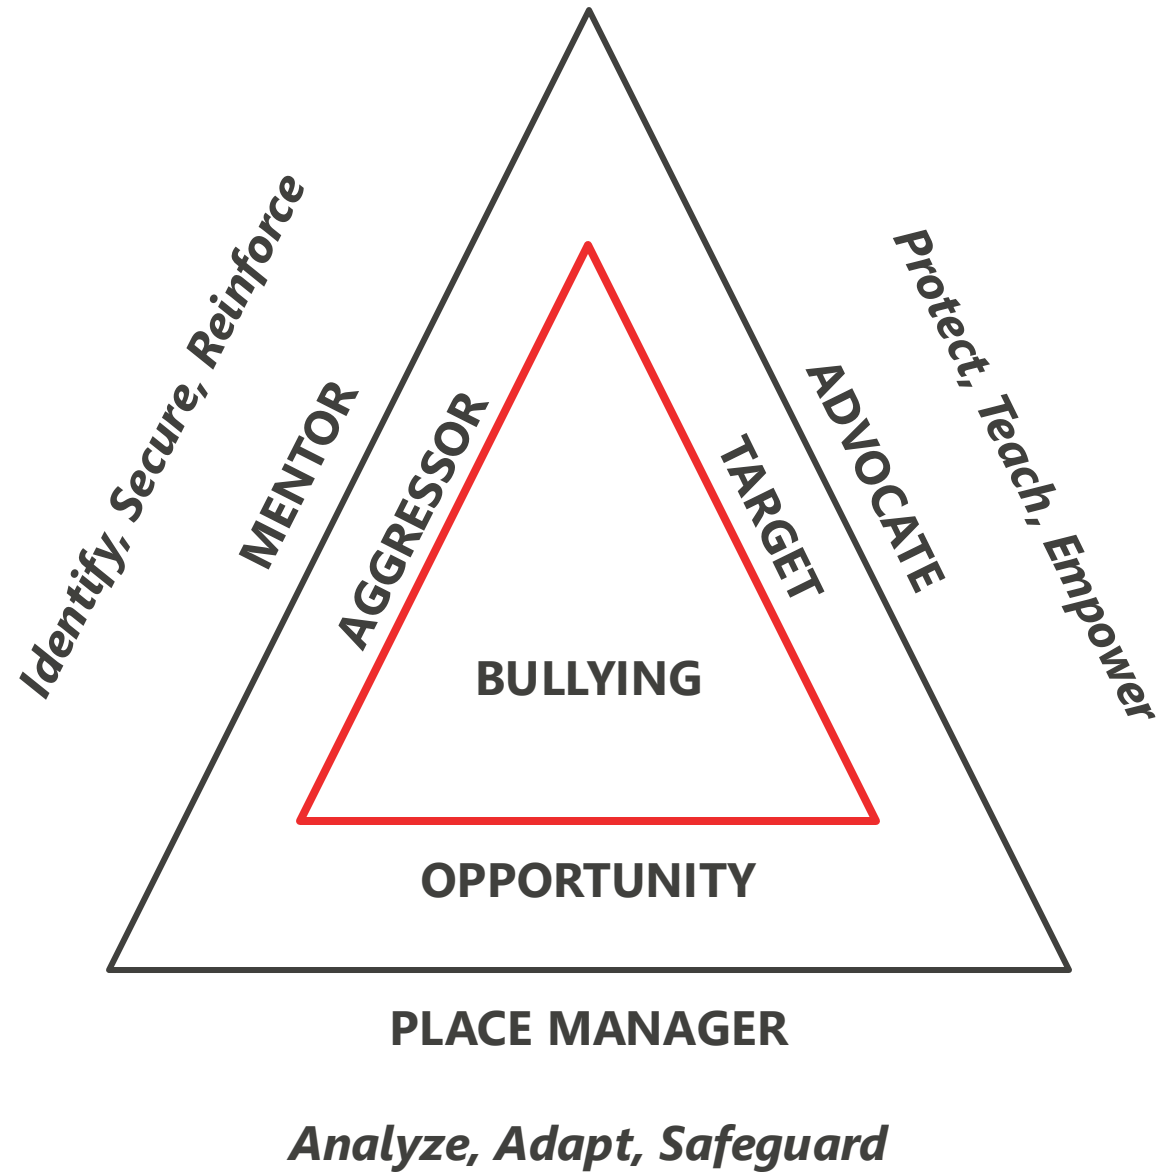 Identify, Secure, Reinforce
MENTOR
AGGRESSOR
Protect, Teach, Empower
ADVOCATE
TARGET
BULLYING
OPPORTUNITY
PLACE MANAGER
Analyze, Adapt, Safeguard